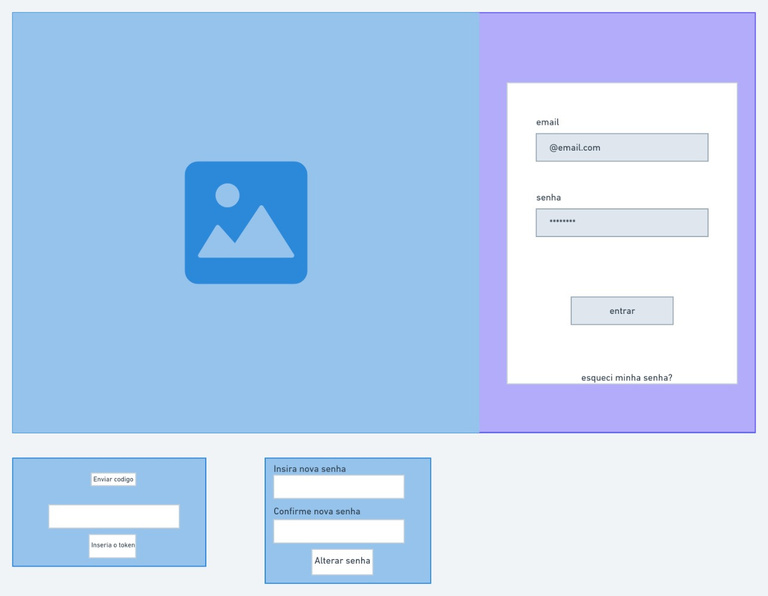 email
@email.com
senha
********
entrar
esqueci minha senha?
Enviar codigo
Inseria o token
Insira nova senha
Confirme nova senha
Alterar senha